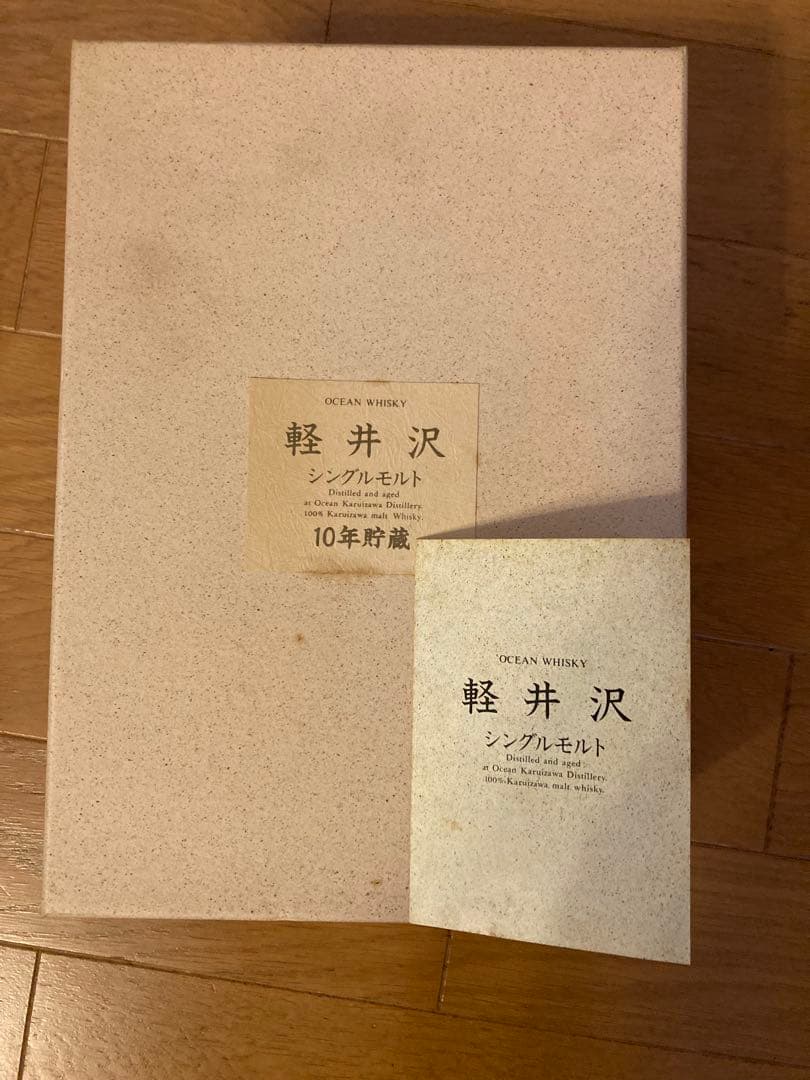 OCEAN WHISKY
軽井沢
シングルモルト
Distilled and aged
at Ocean Karuizawa Distillery.
100% Karuizawa malt Whisky.
10年貯蔵
OCEAN WHISKY
軽井沢
シングルモルト
Distilled and aged
at Ocean Karuizawa Distillery.
100% Karuizawa malt whisky.